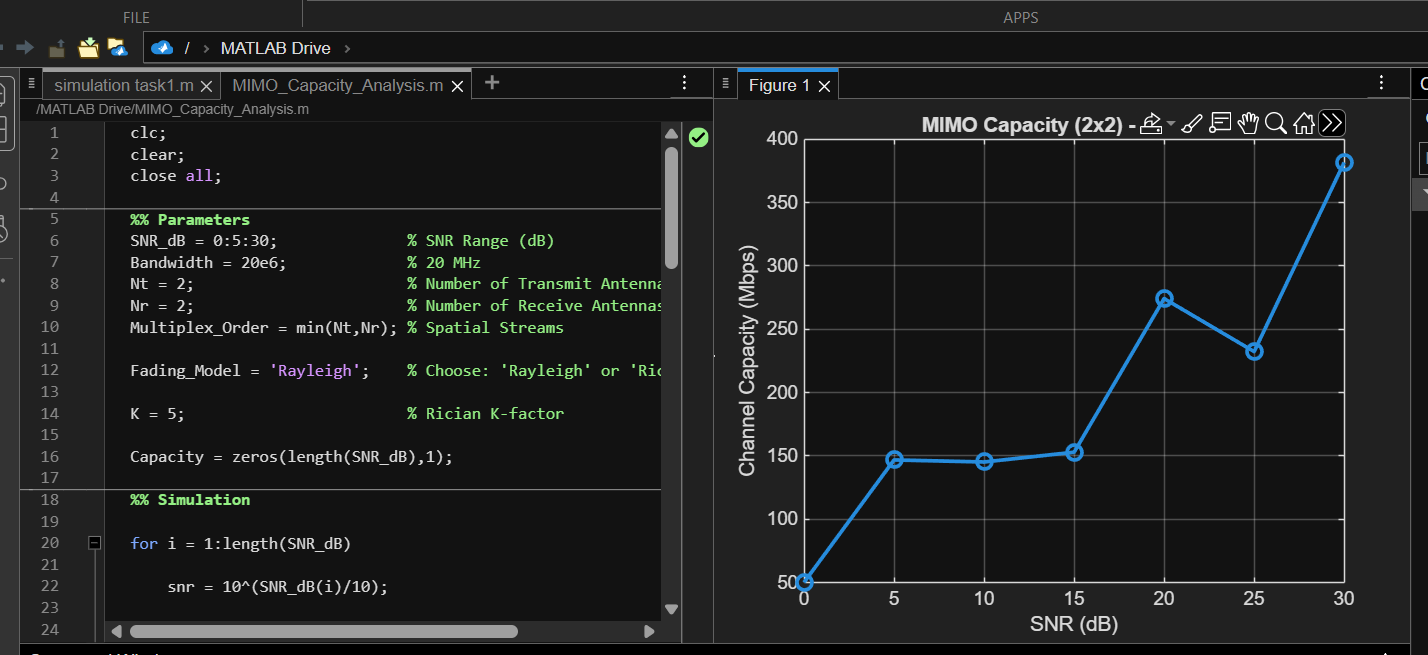 FILE
APPS
/ › MATLAB Drive ›
simulation task1.m
MIMO_Capacity_Analysis.m
Figure 1
/MATLAB Drive/MIMO_Capacity_Analysis.m
1 clc;
2 clear;
3 close all;
4
5 %% Parameters
6 SNR_dB = 0:5:30; % SNR Range (dB)
7 Bandwidth = 20e6; % 20 MHz
8 Nt = 2; % Number of Transmit Antenna
9 Nr = 2; % Number of Receive Antennas
10 Multiplex_Order = min(Nt,Nr); % Spatial Streams
11
12 Fading_Model = 'Rayleigh'; % Choose: 'Rayleigh' or 'Ric
13
14 K = 5; % Rician K-factor
15
16 Capacity = zeros(length(SNR_dB),1);
17
18 %% Simulation
19
20 for i = 1:length(SNR_dB)
21
22 snr = 10^(SNR_dB(i)/10);
23
24
MIMO Capacity (2x2) -
Channel Capacity (Mbps)
400
350
300
250
200
150
100
50
0 5 10 15 20 25 30
SNR (dB)